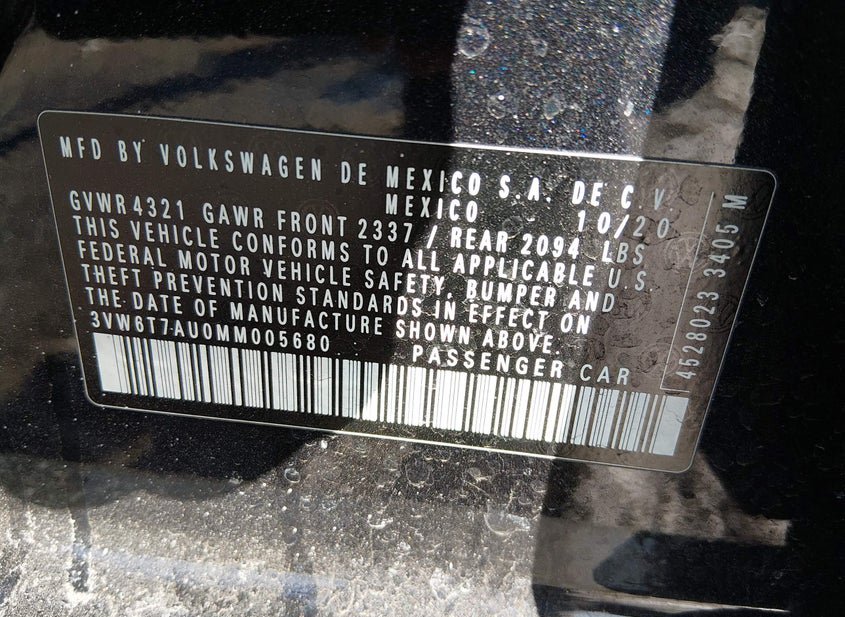 MFD BY VOLKSWAGEN DE MEXICO S.A. DE C.V
MEXICO 10/20
GVWR 4321 GAWR FRONT 2337 / REAR 2094 LBS
THIS VEHICLE CONFORMS TO ALL APPLICABLE U.S.
FEDERAL MOTOR VEHICLE SAFETY, BUMPER AND
THEFT PREVENTION STANDARDS IN EFFECT ON
THE DATE OF MANUFACTURE SHOWN ABOVE.
3VW6T7AU0MM005680 PASSENGER CAR
4528023 3405 M